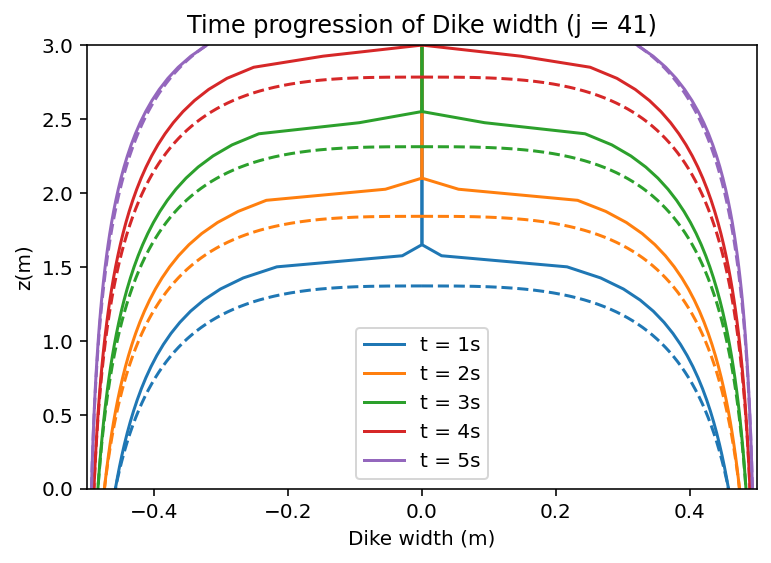 Time progression of Dike width (j = 41)
3.0
2.5
2.0
1.5
1.0
0.5
0.0
z(m)
t = 1s
t = 2s
t = 3s
t = 4s
t = 5s
−0.4 −0.2 0.0 0.2 0.4
Dike width (m)